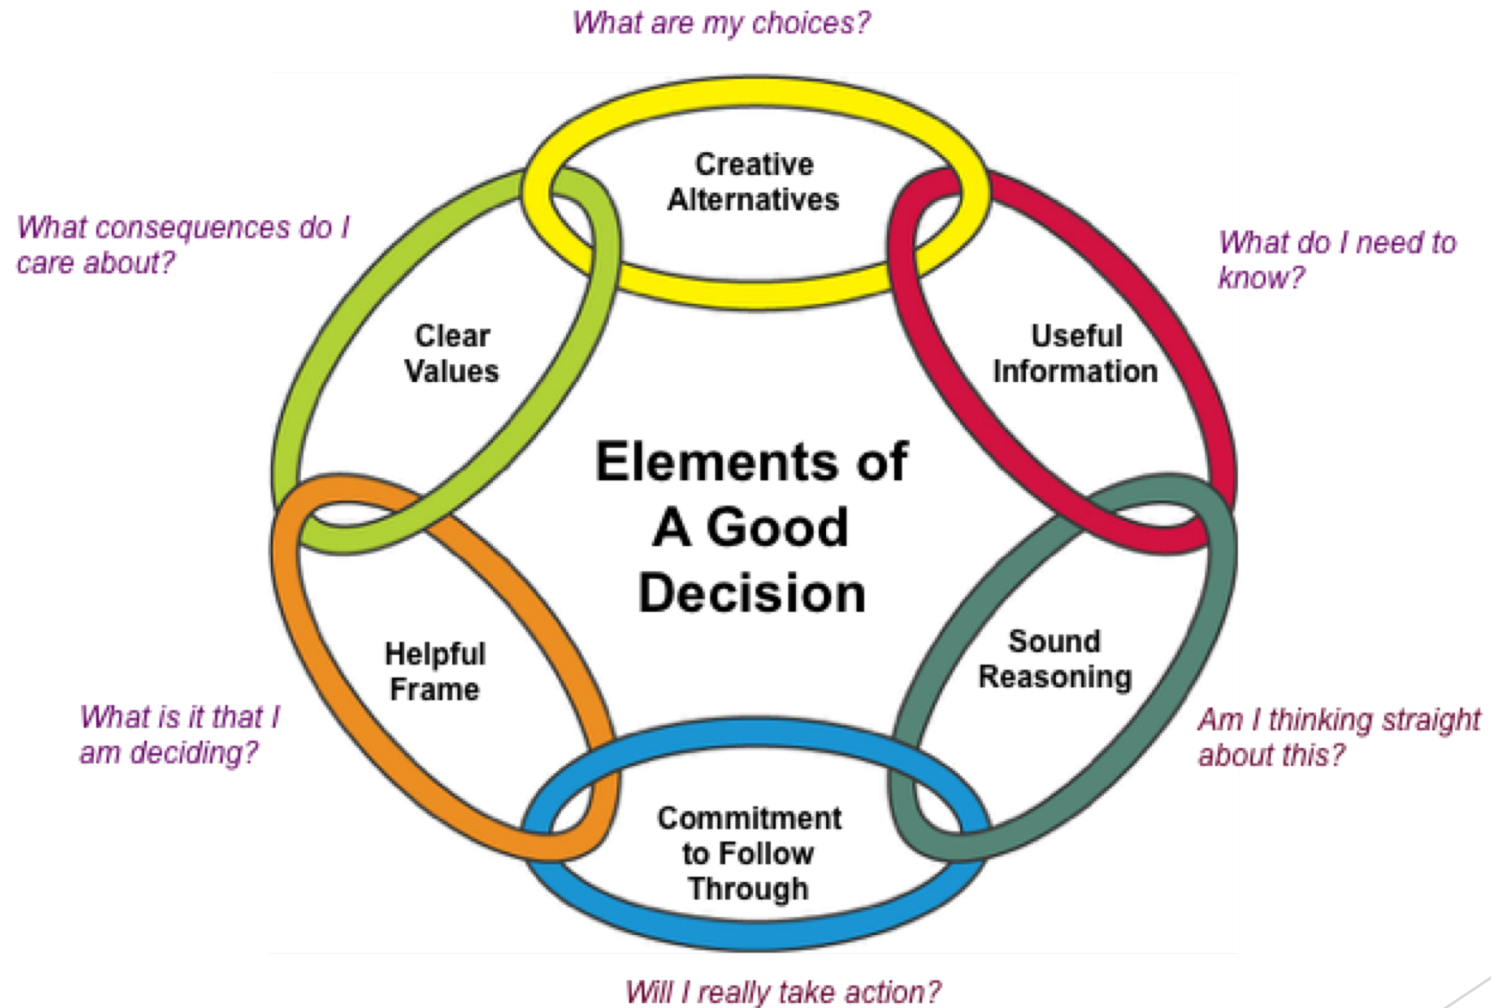 What are my choices?
Creative
Alternatives
What consequences do I
care about?
What do I need to
know?
Clear
Values
Useful
Information
Elements of
A Good
Decision
Helpful
Frame
Sound
Reasoning
What is it that I
am deciding?
Am I thinking straight
about this?
Commitment
to Follow
Through
Will I really take action?